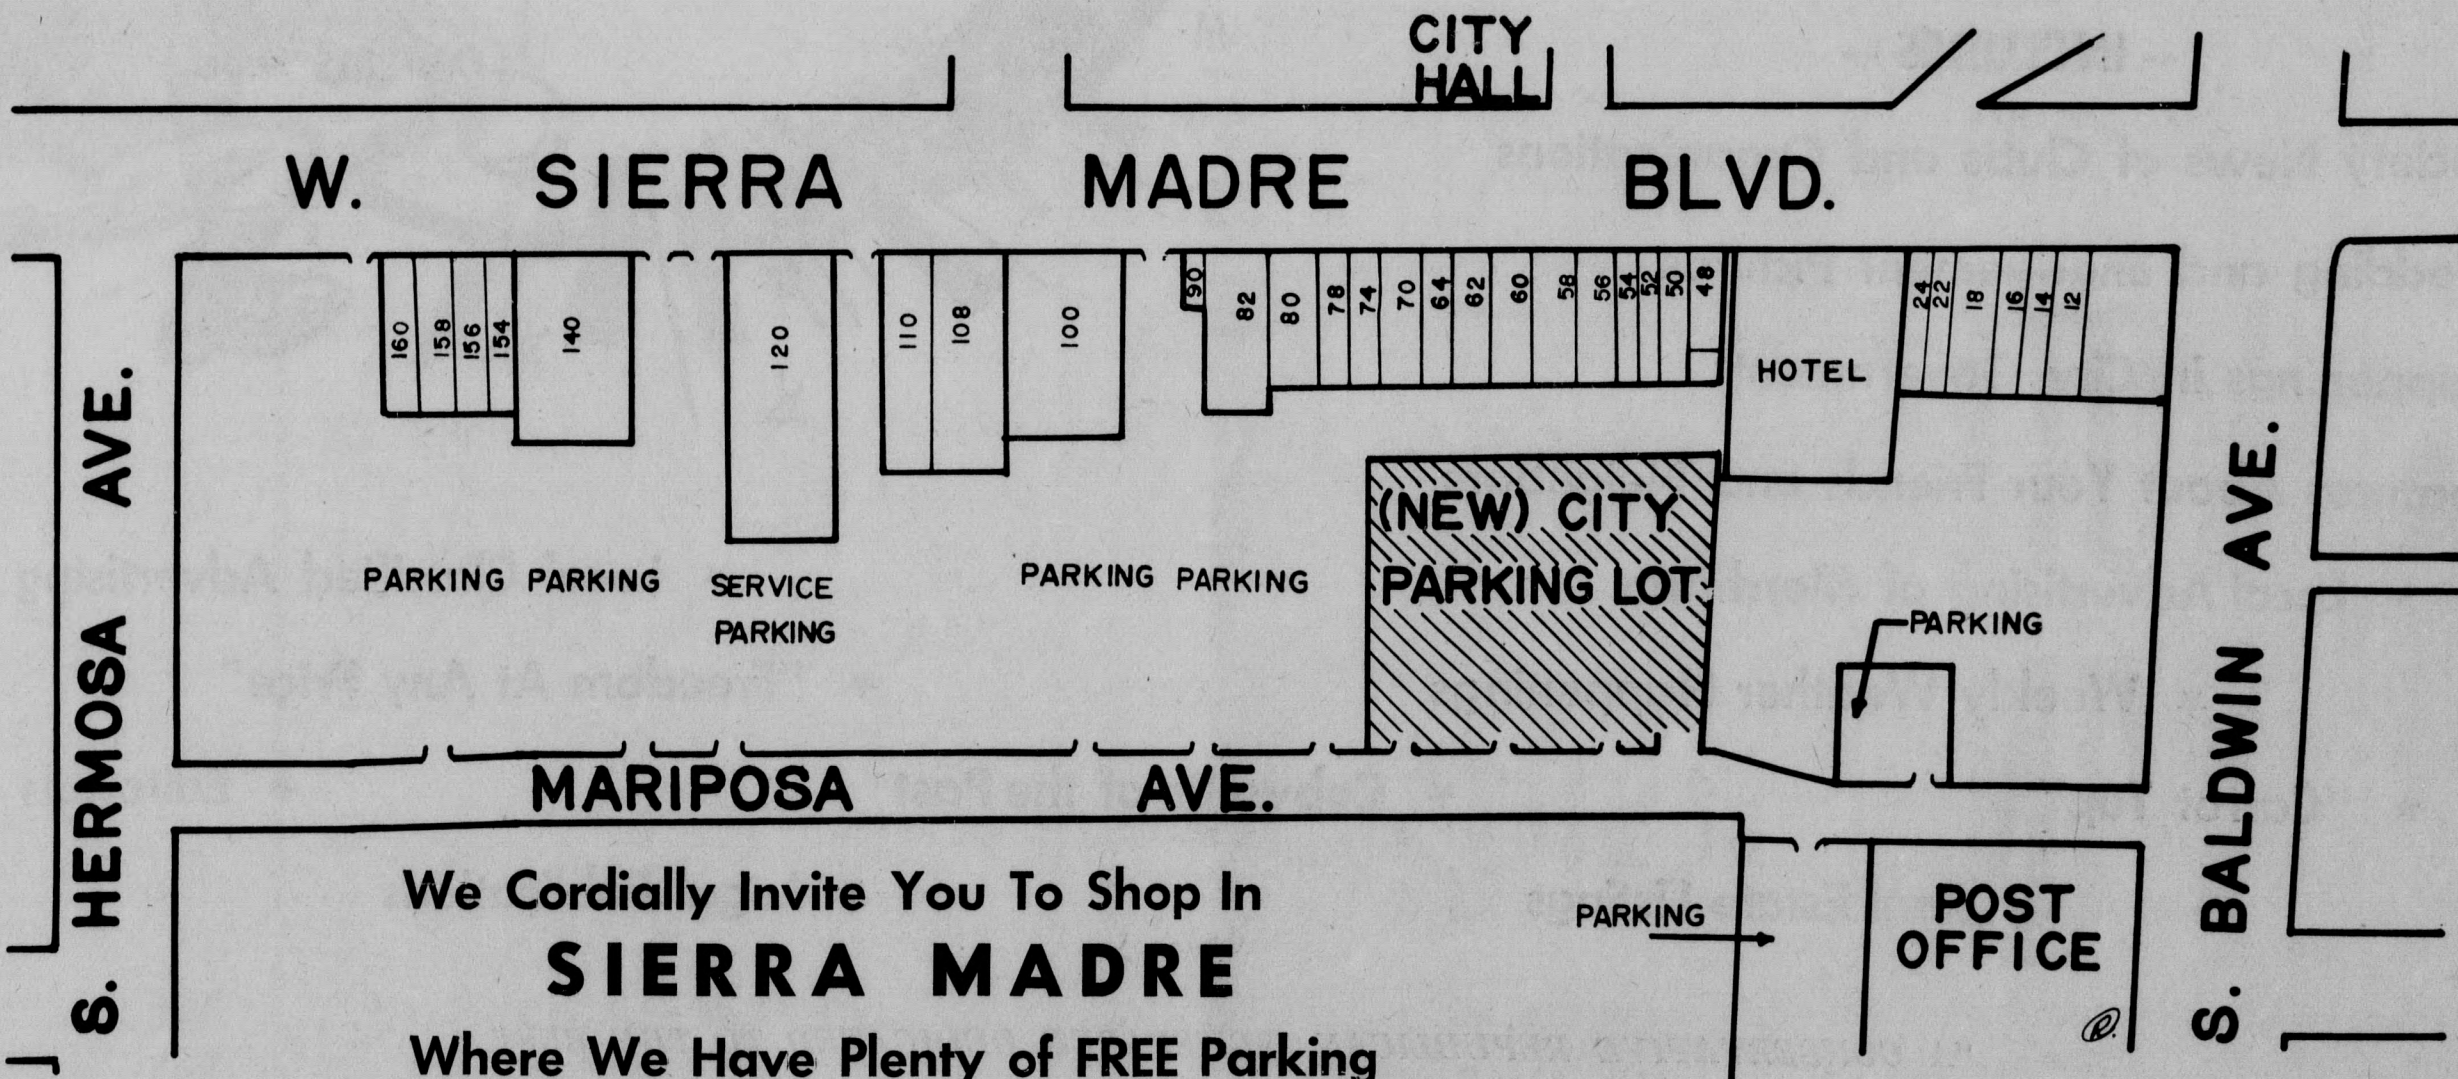 CITY
HALL
W. SIERRA MADRE BLVD.
160 158 156 154 140 120 110 108 100 90 82 80 78 74 70 64 62 60 58 56 54 52 50 48 24 22 18 16 14 12
HOTEL
S. HERMOSA AVE.
S. BALDWIN AVE.
(NEW) CITY
PARKING LOT
PARKING PARKING
SERVICE
PARKING
PARKING PARKING
PARKING
MARIPOSA AVE.
We Cordially Invite You To Shop In
SIERRA MADRE
Where We Have Plenty of FREE Parking
PARKING
POST
OFFICE
R.